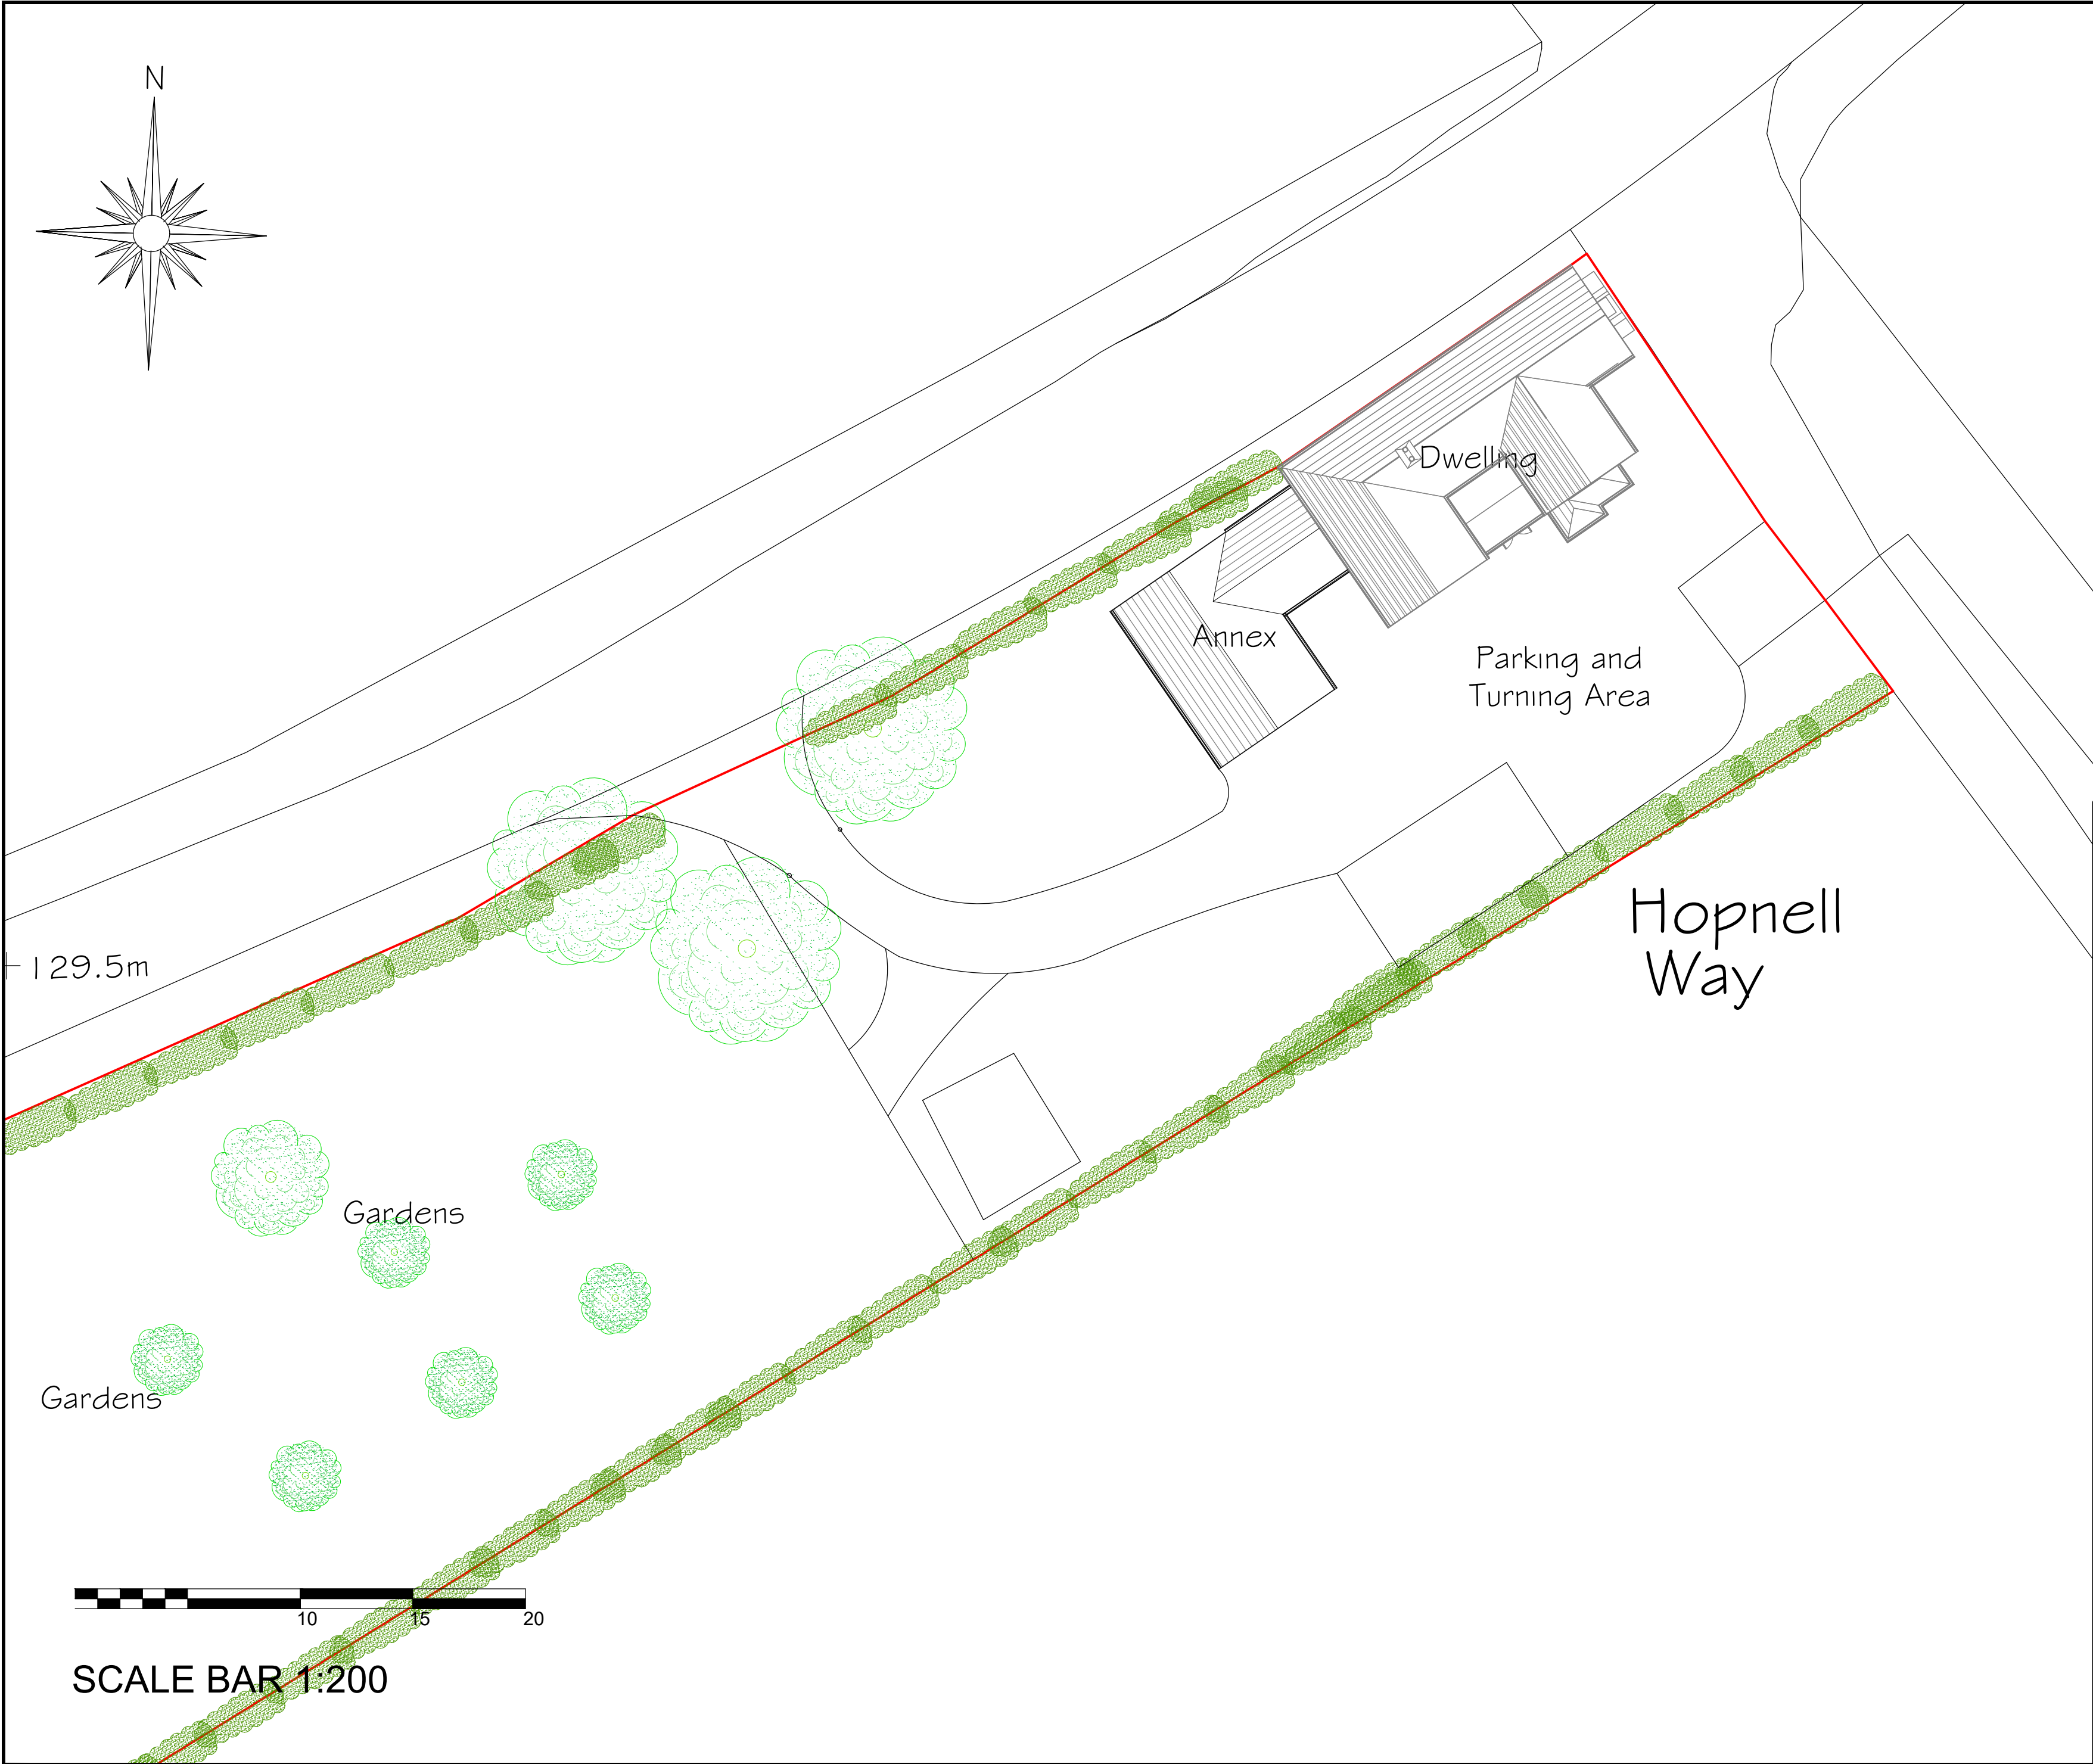 N
Dwelling
Annex
Parking and
Turning Area
Hopnell
Way
129.5m
Gardens
Gardens
10 15 20
SCALE BAR 1:200